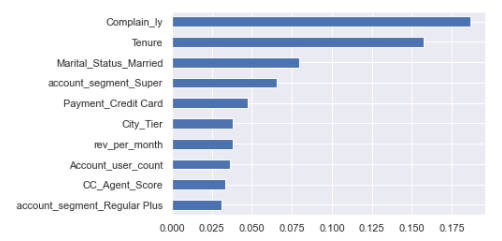 Complain_ly
Tenure
Marital_Status_Married
account_segment_Super
Payment_Credit Card
City_Tier
rev_per_month
Account_user_count
CC_Agent_Score
account_segment_Regular Plus
0.000 0.025 0.050 0.075 0.100 0.125 0.150 0.175